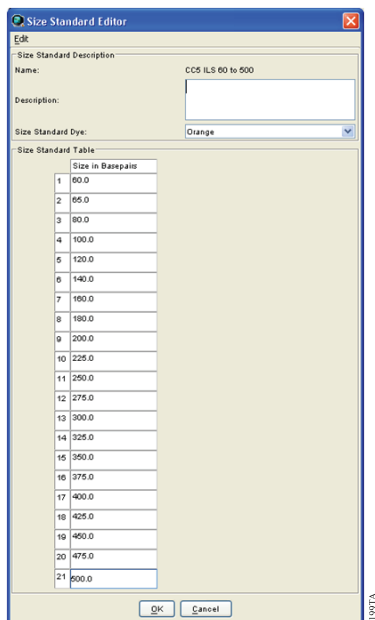 Size Standard Editor
Edit
Size Standard Description
Name: CC5 ILS 60 to 500
Description:
Size Standard Dye: Orange
Size Standard Table
Size in Basepairs
1 60.0
2 65.0
3 80.0
4 100.0
5 120.0
6 140.0
7 160.0
8 180.0
9 200.0
10 225.0
11 250.0
12 275.0
13 300.0
14 325.0
15 350.0
16 375.0
17 400.0
18 425.0
19 450.0
20 475.0
21 500.0
OK Cancel